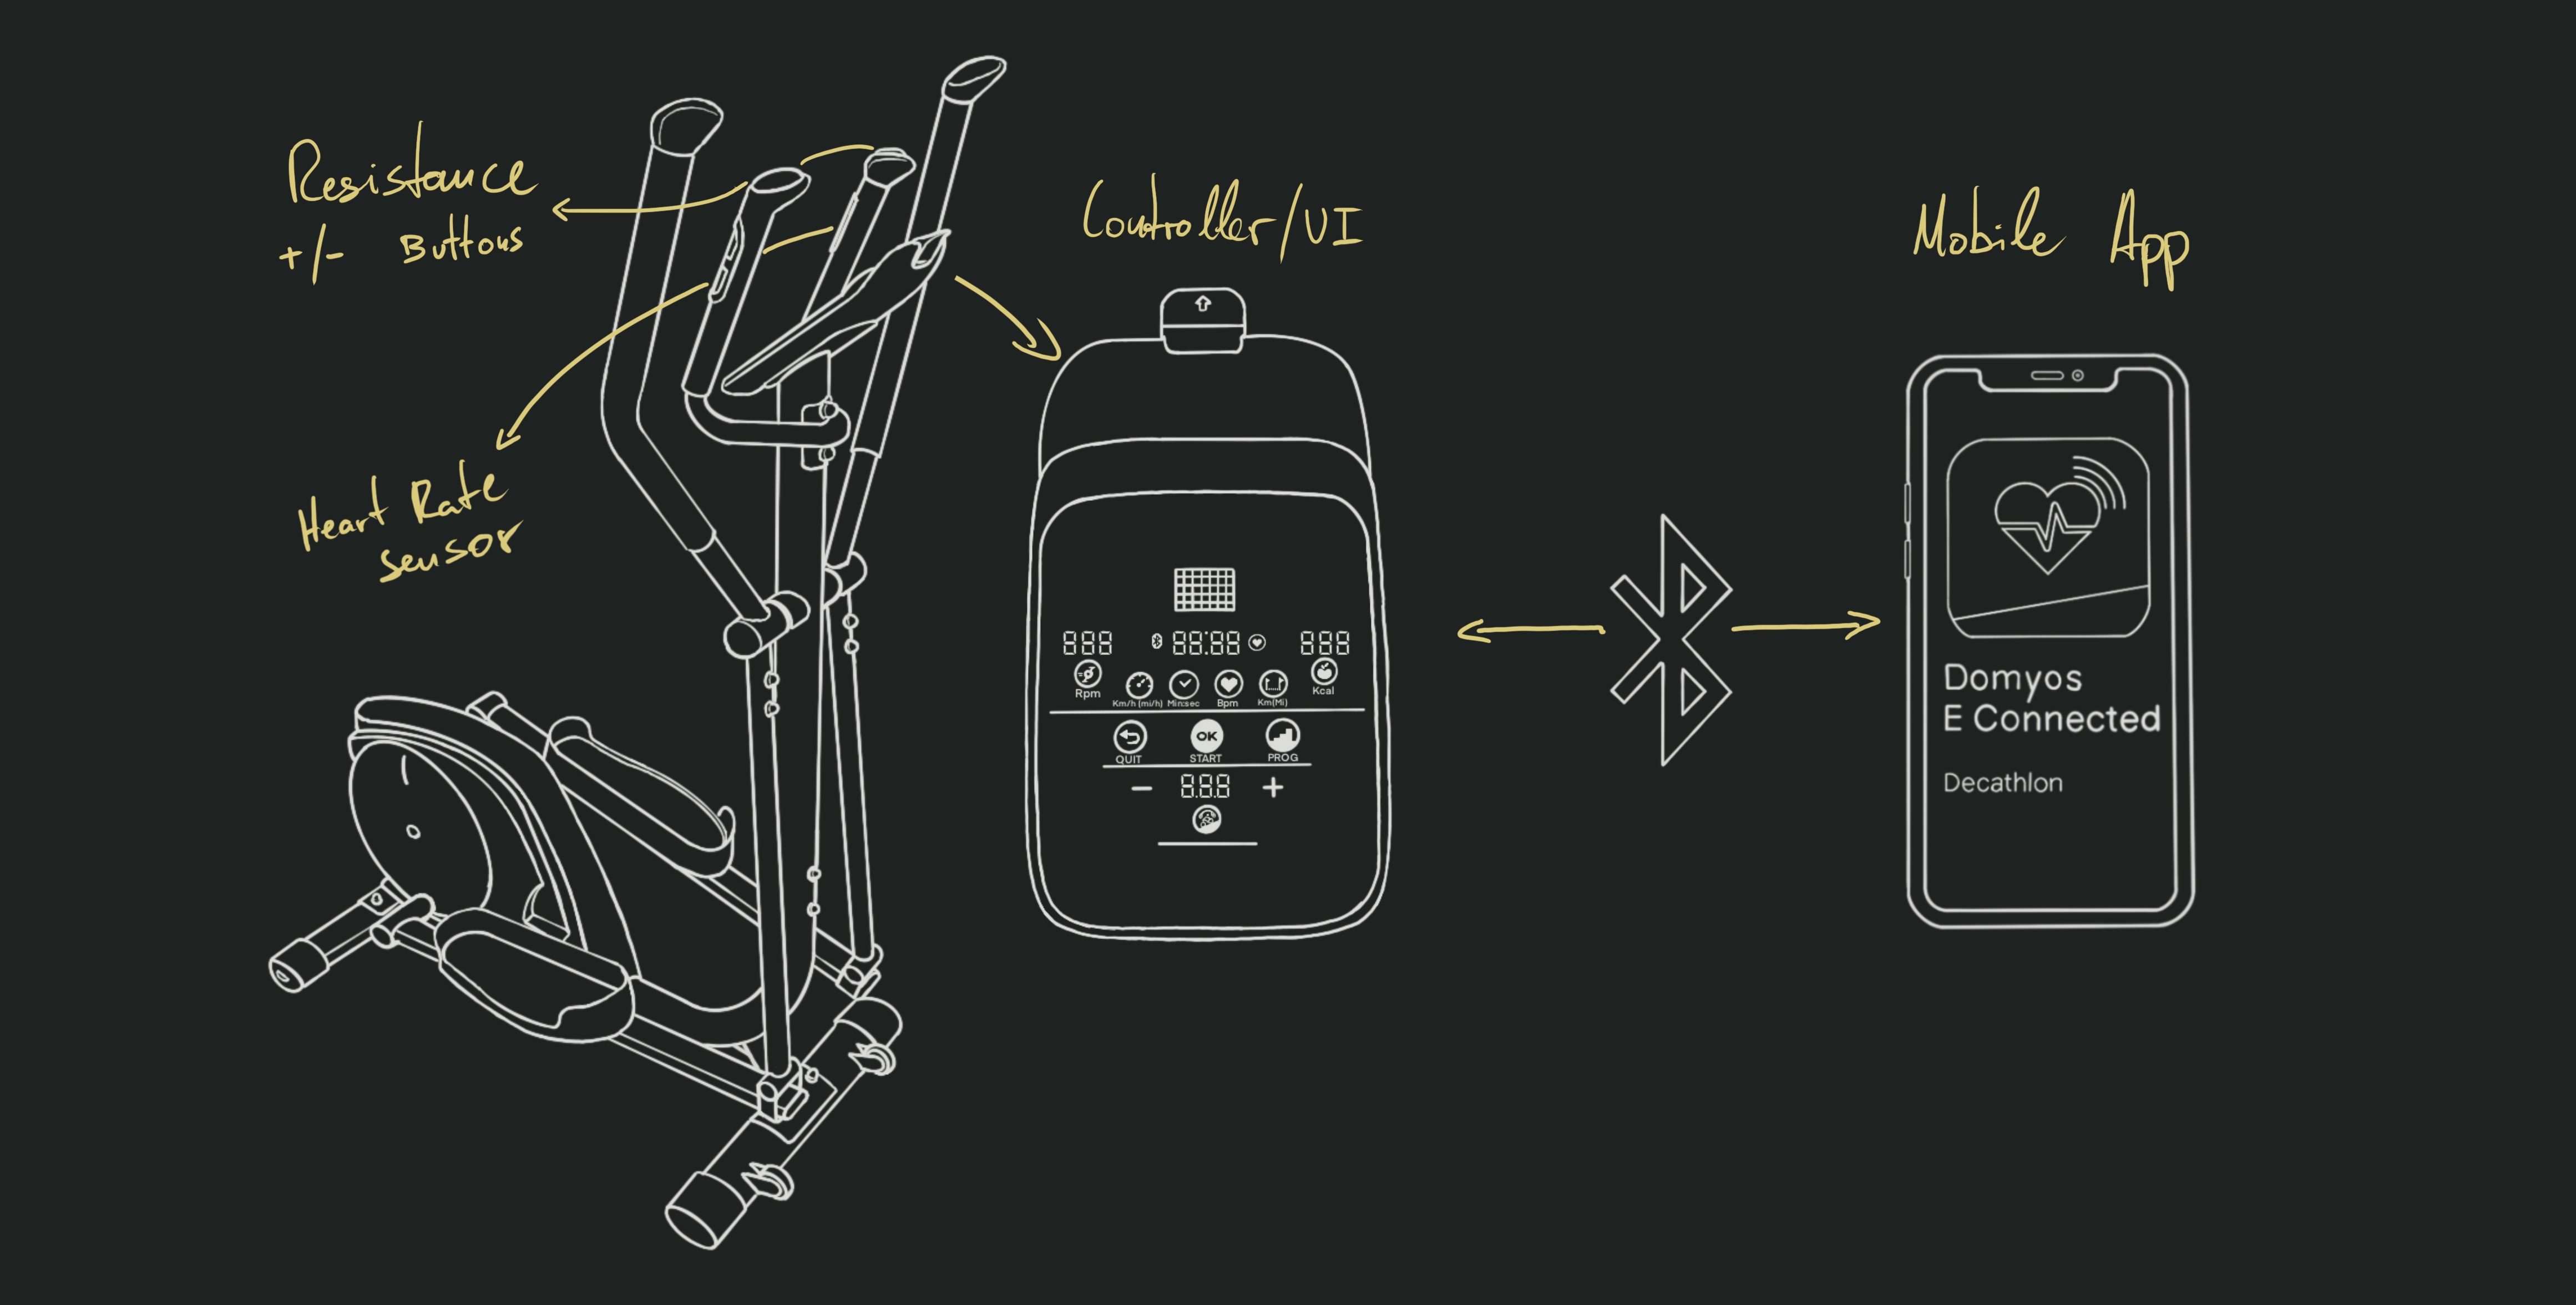 Resistance
+/- Buttons
Heart Rate
sensor
Controller/UI
888 88:88 888
Rpm Km/h (mi/h) Min:sec Bpm Km(Mi) Kcal
OK
QUIT START PROG
− 8.8.8 +
Mobile App
Domyos
E Connected
Decathlon